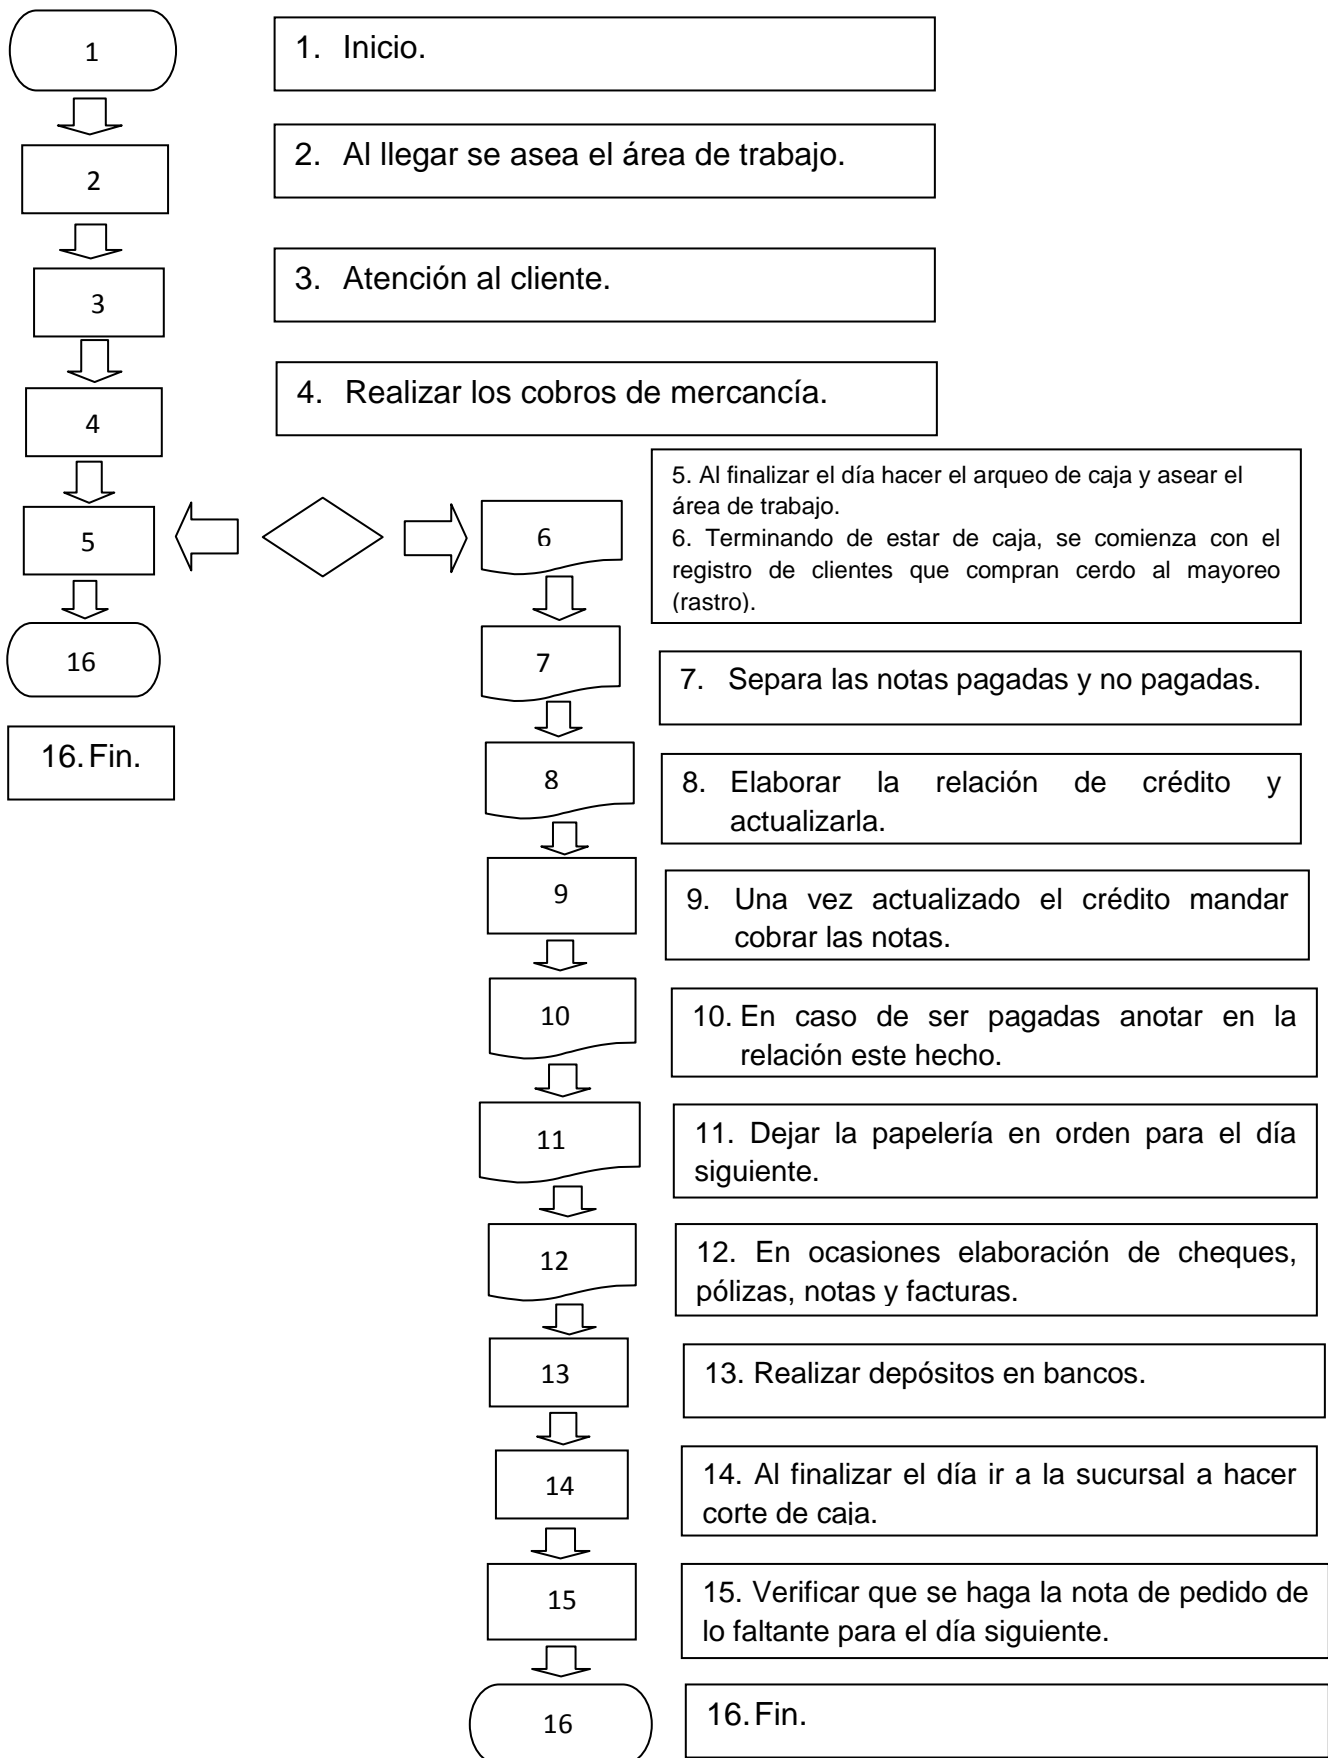 1
1. Inicio.
2
2. Al llegar se asea el área de trabajo.
3
3. Atención al cliente.
4
4. Realizar los cobros de mercancía.
5
6
5. Al finalizar el día hacer el arqueo de caja y asear el
área de trabajo.
6. Terminando de estar de caja, se comienza con el
registro de clientes que compran cerdo al mayoreo
(rastro).
16
16. Fin.
7
7. Separa las notas pagadas y no pagadas.
8
8. Elaborar la relación de crédito y
actualizarla.
9
9. Una vez actualizado el crédito mandar
cobrar las notas.
10
10. En caso de ser pagadas anotar en la
relación este hecho.
11
11. Dejar la papelería en orden para el día
siguiente.
12
12. En ocasiones elaboración de cheques,
pólizas, notas y facturas.
13
13. Realizar depósitos en bancos.
14
14. Al finalizar el día ir a la sucursal a hacer
corte de caja.
15
15. Verificar que se haga la nota de pedido de
lo faltante para el día siguiente.
16
16. Fin.